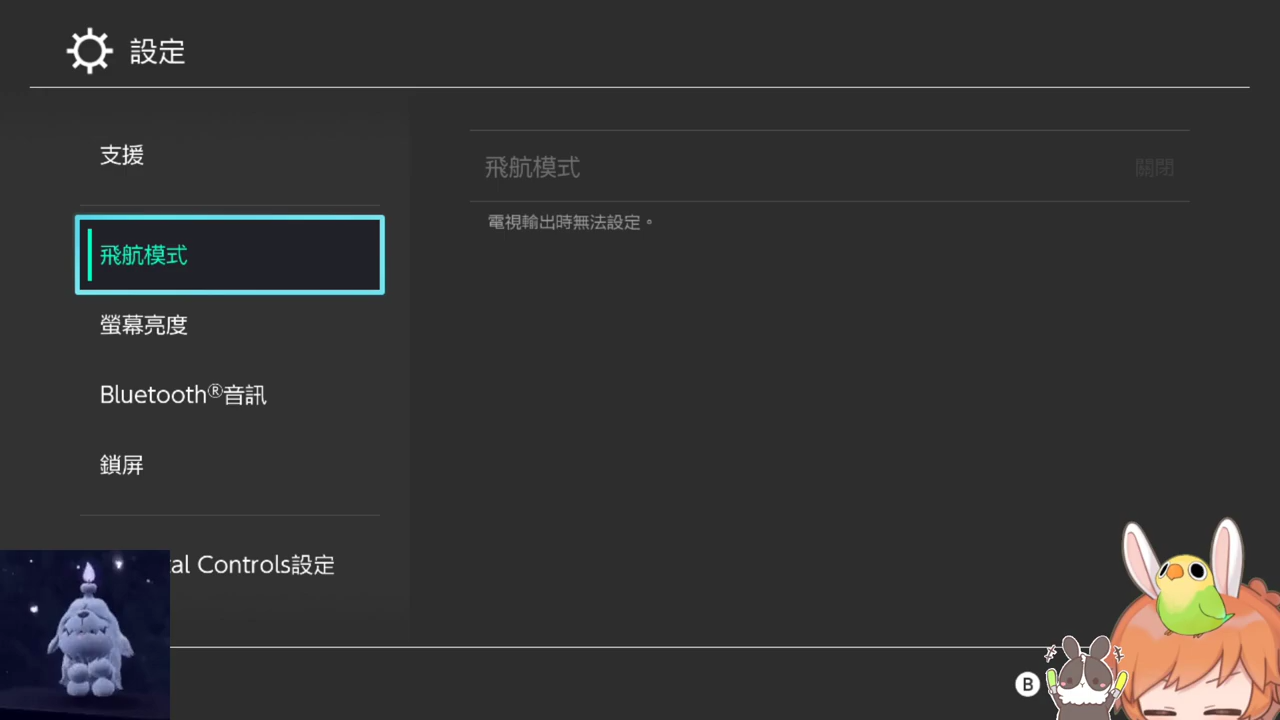 設定
支援
飛航模式
螢幕亮度
Bluetooth®音訊
鎖屏
al Controls設定
飛航模式 關閉
電視輸出時無法設定。
B